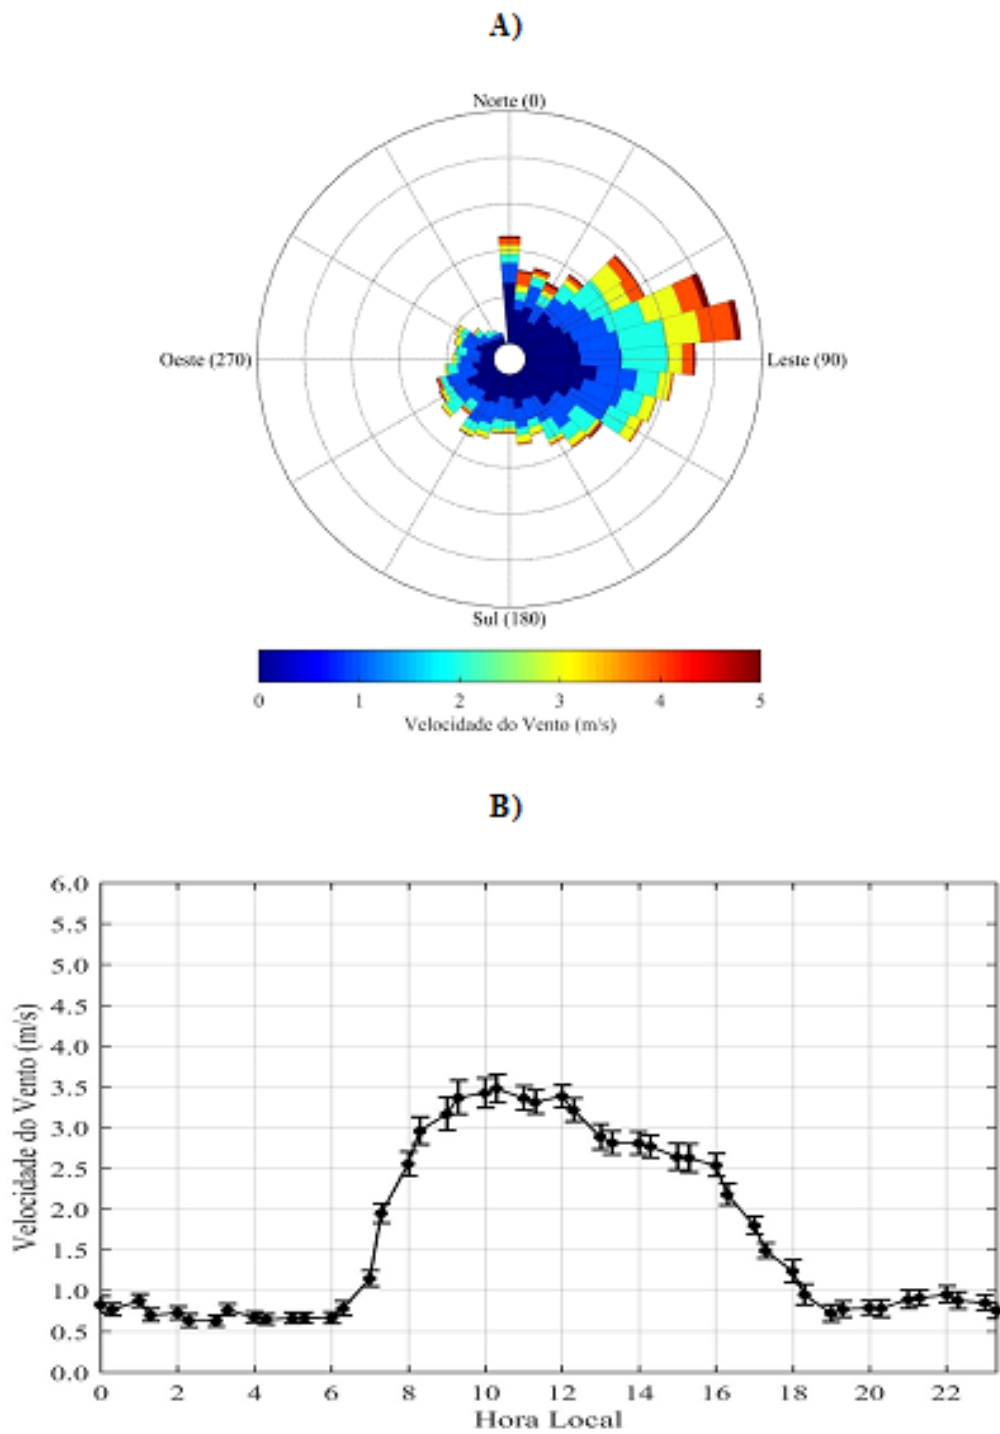 A)
Norte (0)
Oeste (270)
Leste (90)
Sul (180)
0 1 2 3 4 5
Velocidade do Vento (m/s)
B)
6.0
5.5
5.0
4.5
4.0
3.5
3.0
2.5
2.0
1.5
1.0
0.5
0.0
Velocidade do Vento (m/s)
0 2 4 6 8 10 12 14 16 18 20 22
Hora Local